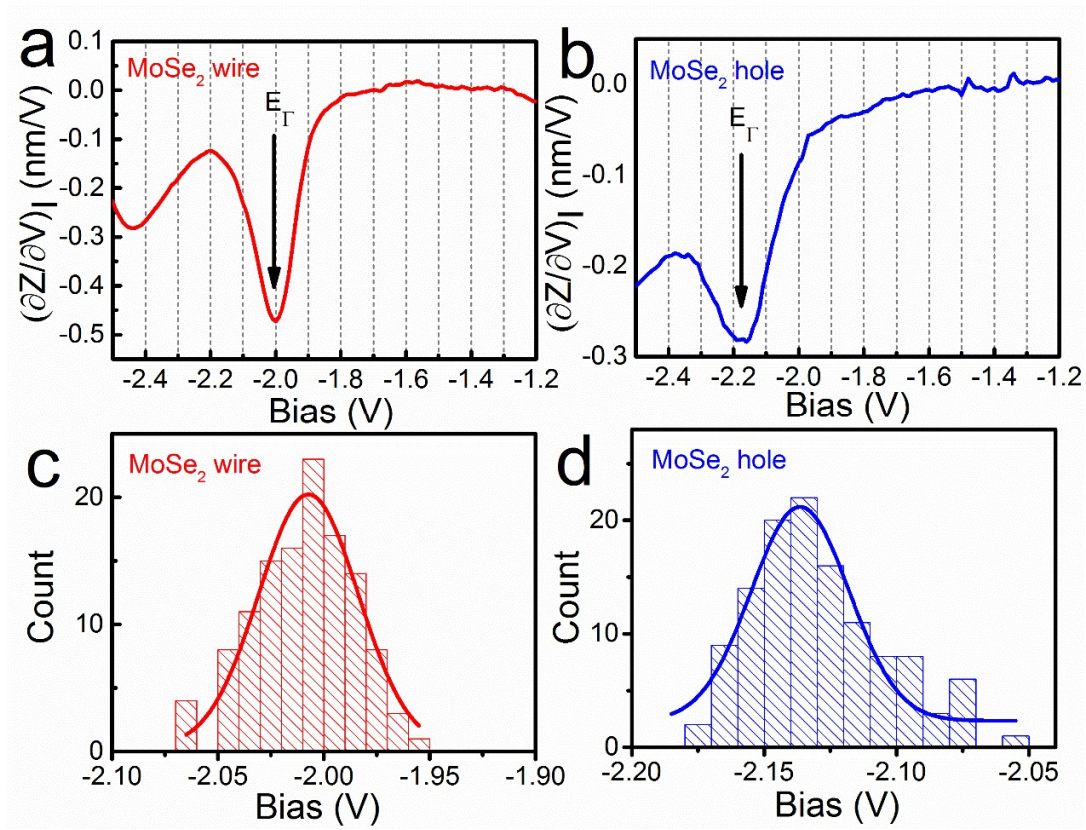 a
MoSe₂ wire
E_Γ
0.1
0.0
-0.1
-0.2
-0.3
-0.4
-0.5
(∂Z/∂V)_I (nm/V)
-2.4 -2.2 -2.0 -1.8 -1.6 -1.4 -1.2
Bias (V)
b
MoSe₂ hole
E_Γ
0.0
-0.1
-0.2
-0.3
(∂Z/∂V)_I (nm/V)
-2.4 -2.2 -2.0 -1.8 -1.6 -1.4 -1.2
Bias (V)
c
MoSe₂ wire
20
10
0
Count
-2.10 -2.05 -2.00 -1.95 -1.90
Bias (V)
d
MoSe₂ hole
20
10
0
Count
-2.20 -2.15 -2.10 -2.05
Bias (V)